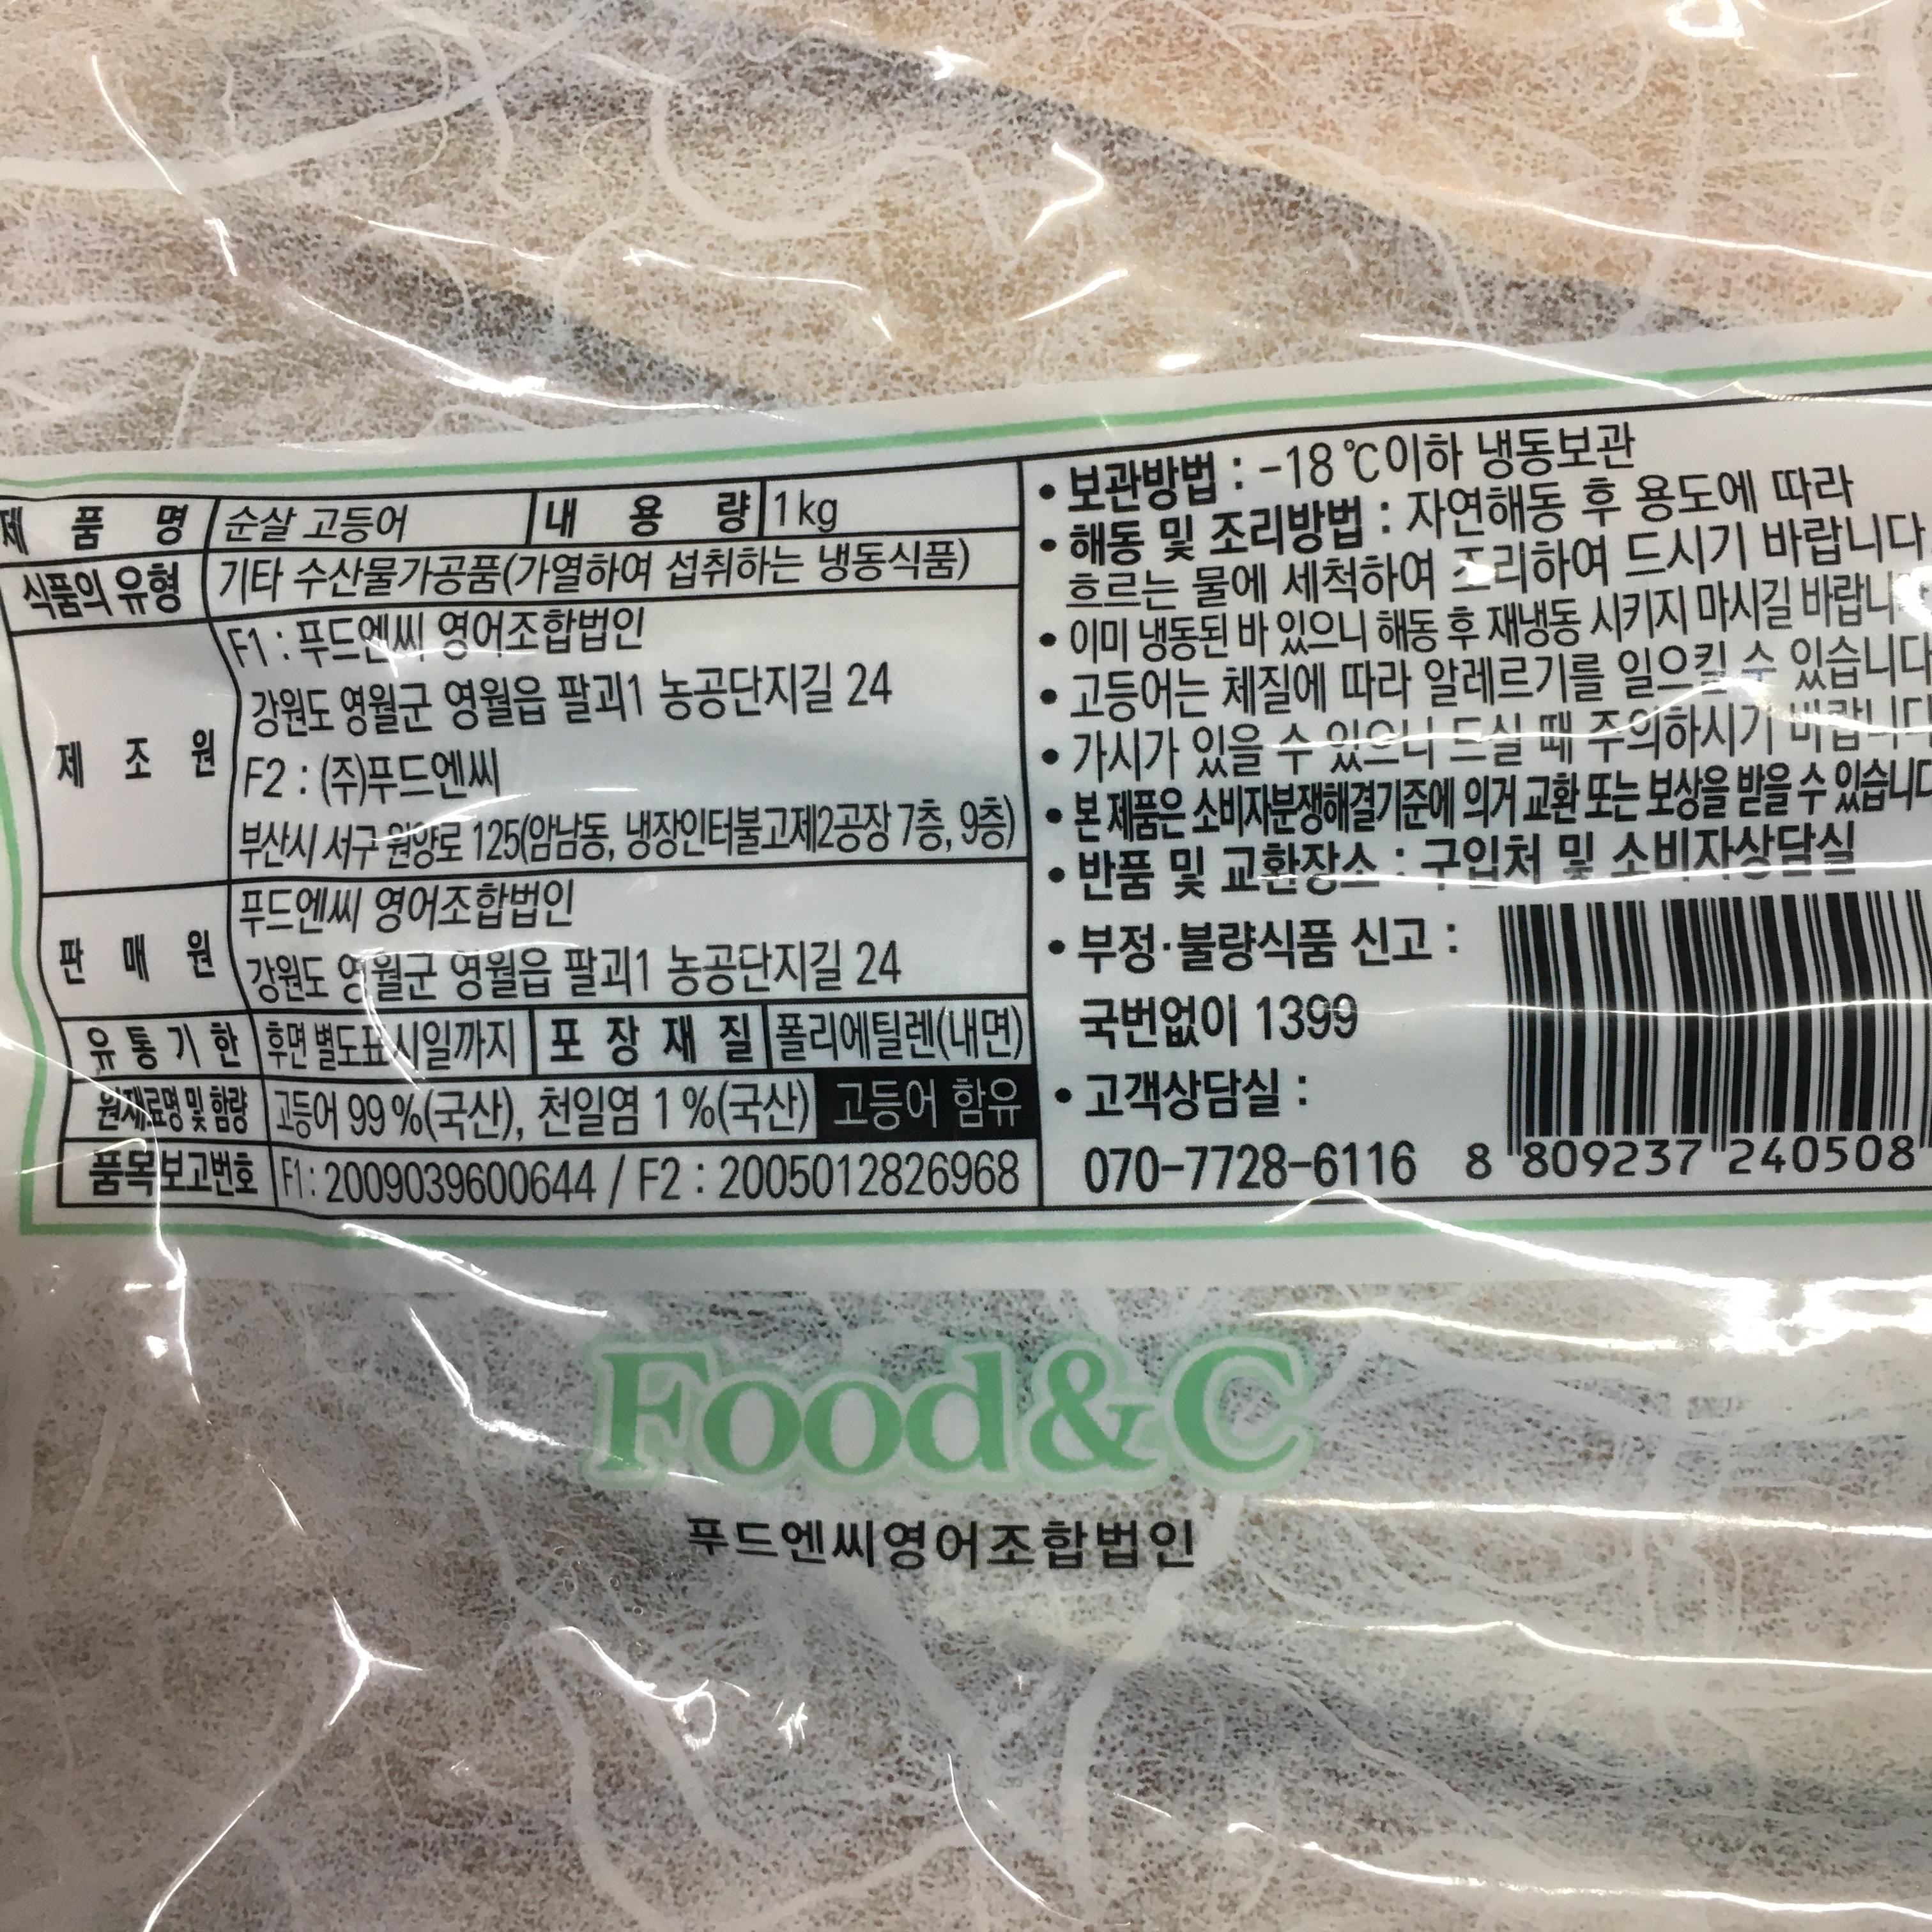 제 품 명 순살 고등어 내 용 량 1kg
식품의 유형 기타 수산물가공품(가열하여 섭취하는 냉동식품)
제 조 원
F1 : 푸드엔씨 영어조합법인
강원도 영월군 영월읍 팔괴1 농공단지길 24
F2 : (주)푸드엔씨
부산시 서구 원양로 125(암남동, 냉장인터불고제2공장 7층, 9층)
판 매 원
푸드엔씨 영어조합법인
강원도 영월군 영월읍 팔괴1 농공단지길 24
유통기한 후면 별도표시일까지 포 장 재 질 폴리에틸렌(내면)
원재료명 및 함량 고등어 99%(국산), 천일염 1%(국산) 고등어 함유
품목보고번호 F1 : 2009039600644 / F2 : 2005012826968
• 보관방법 : -18℃이하 냉동보관
• 해동 및 조리방법 : 자연해동 후 용도에 따라
흐르는 물에 세척하여 조리하여 드시기 바랍니다
• 이미 냉동된 바 있으니 해동 후 재냉동 시키지 마시길 바랍니다
• 고등어는 체질에 따라 알레르기를 일으킬 수 있습니다
• 가시가 있을 수 있으니 드실 때 주의하시기 바랍니다
• 본 제품은 소비자분쟁해결기준에 의거 교환 또는 보상을 받을 수 있습니다
• 반품 및 교환장소 : 구입처 및 소비자상담실
• 부정·불량식품 신고 :
국번없이 1399
• 고객상담실 :
070-7728-6116
8 809237 240508
Food&C
푸드엔씨영어조합법인